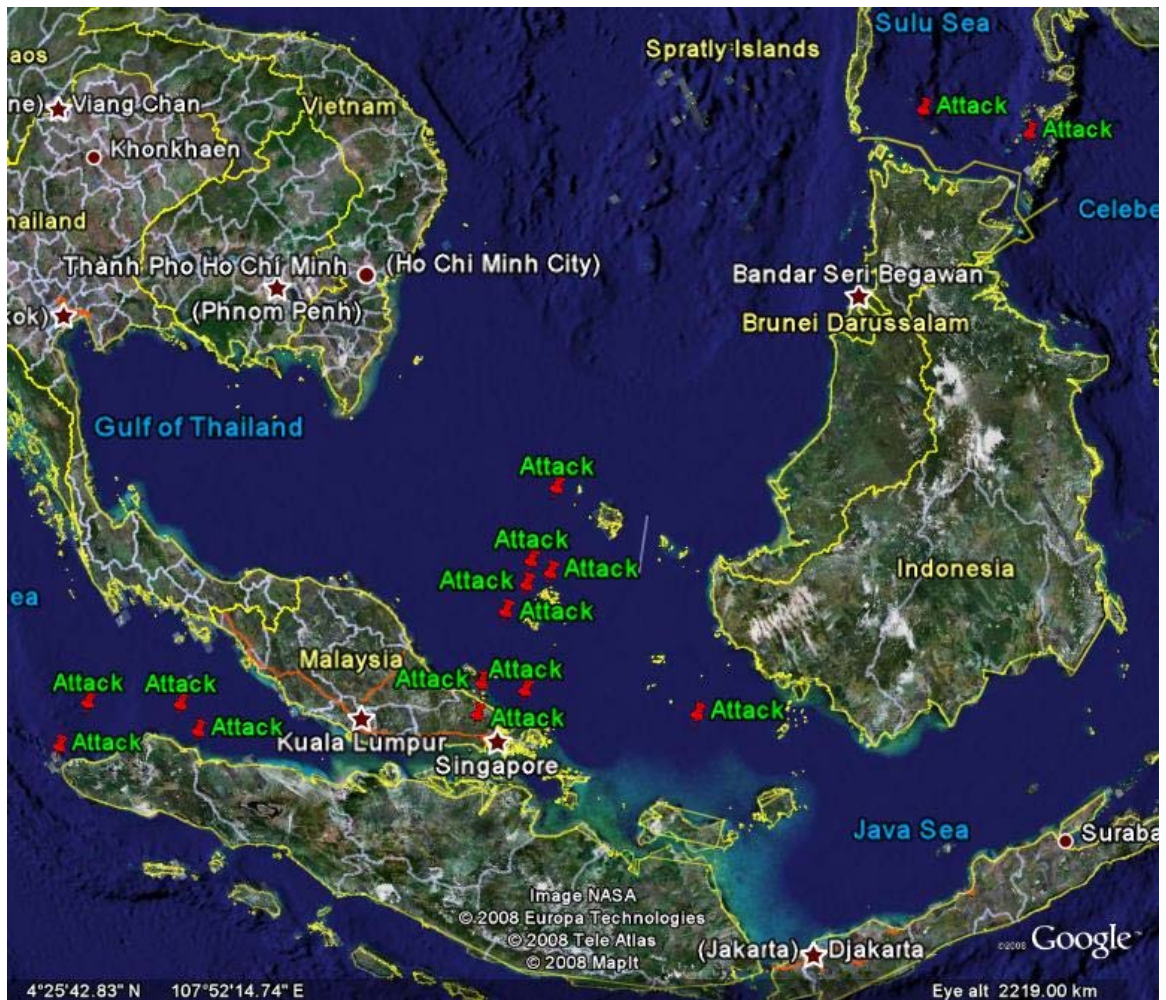 Sulu Sea
Spratly Islands
aos
ne) Viang Chan
Vietnam
Attack
Attack
Khonkhaen
Celebe
hailand
Thành Pho Ho Chí Minh
(Ho Chi Minh City)
Bandar Seri Begawan
kok)
(Phnom Penh)
Brunei Darussalam
Gulf of Thailand
Attack
Attack
Attack
Attack
Attack
Indonesia
ea
Malaysia
Attack
Attack
Attack
Attack
Attack
Attack
Attack
Attack
Kuala Lumpur
Singapore
Java Sea
Suraba
Image NASA
© 2008 Europa Technologies
© 2008 Tele Atlas
© 2008 MapIt
(Jakarta) Djakarta
©2008 Google™
4°25'42.83" N 107°52'14.74" E
Eye alt 2219.00 km